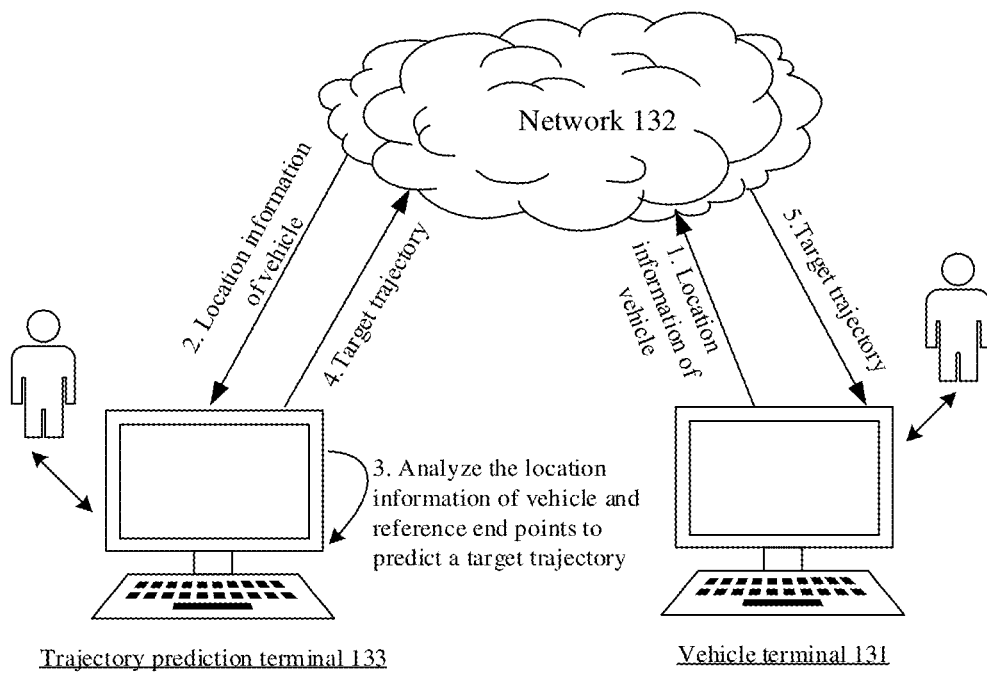 Network 132
2. Location information
of vehicle
4.Target trajectory
1. Location
information of
vehicle
5.Target trajectory
3. Analyze the location
information of vehicle and
reference end points to
predict a target trajectory
Trajectory prediction terminal 133
Vehicle terminal 131